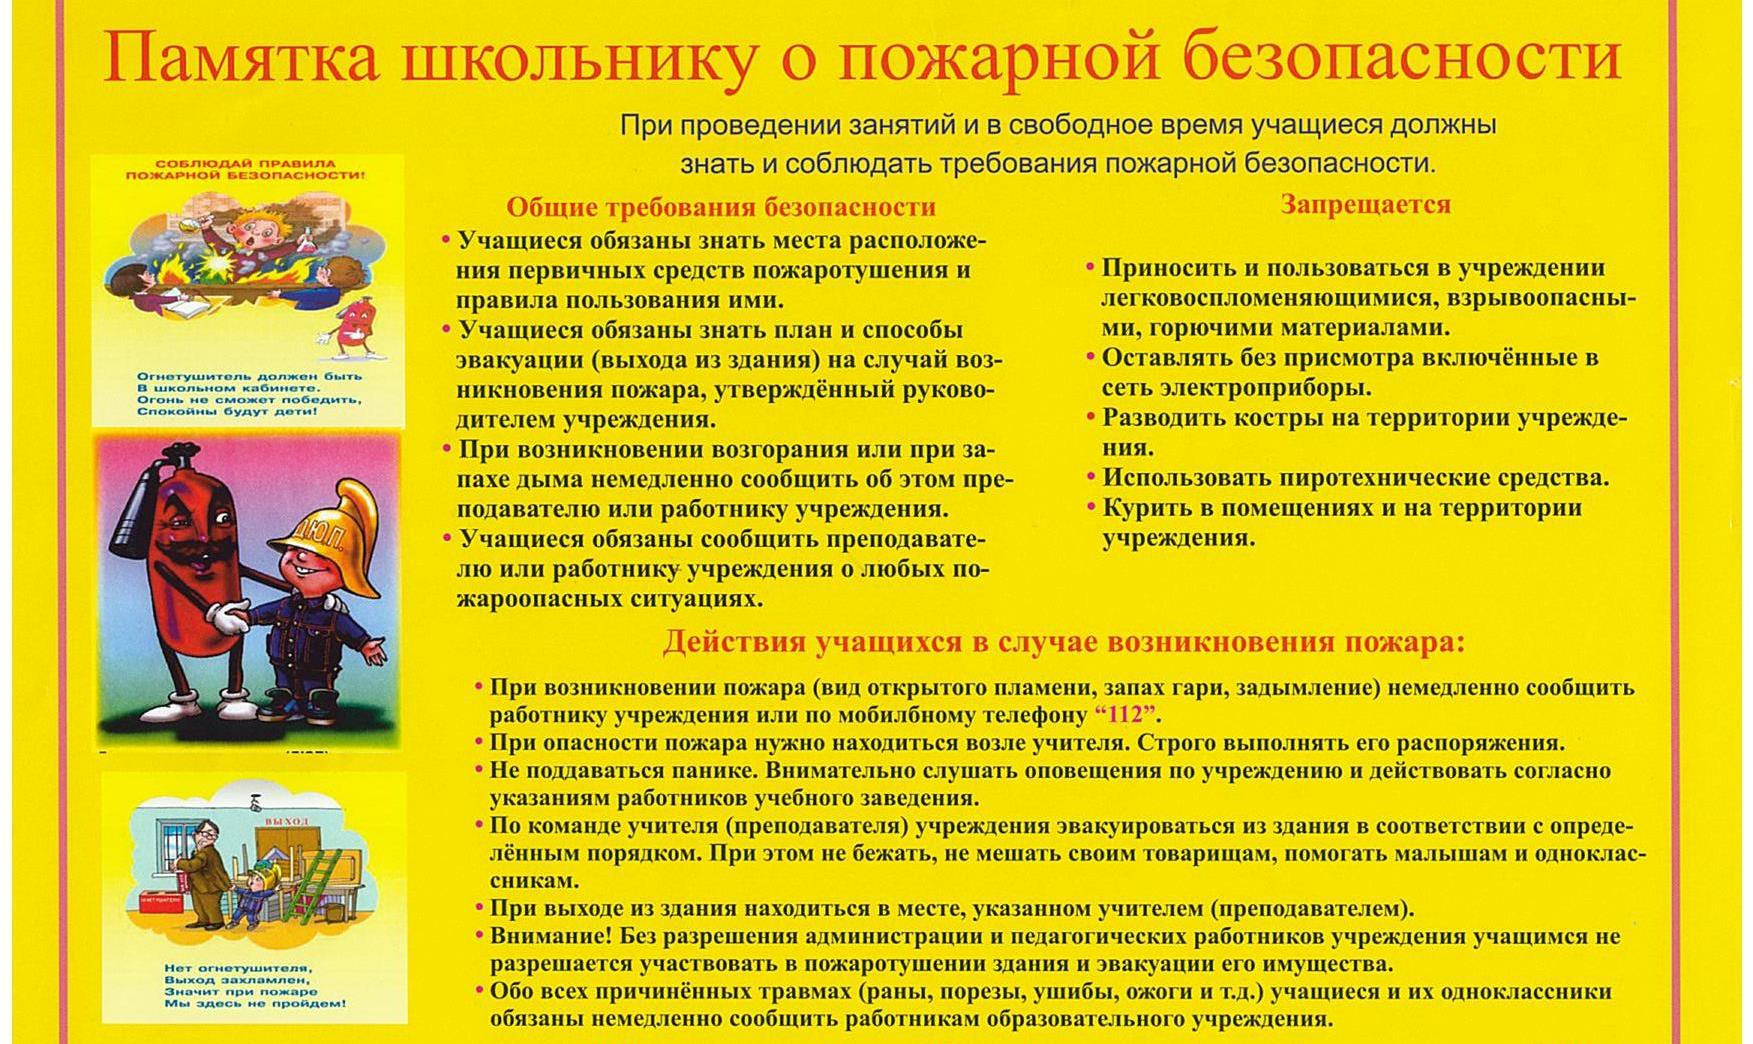 Памятка школьнику о пожарной безопасности
При проведении занятий и в свободное время учащиеся должны
знать и соблюдать требования пожарной безопасности.
СОБЛЮДАЙ ПРАВИЛА
ПОЖАРНОЙ БЕЗОПАСНОСТИ!
Огнетушитель должен быть
В школьном кабинете.
Огонь не сможет победить,
Спокойны будут дети!
Д.Ю.П.
ВЫХОД
Нет огнетушителя,
Выход захламлен,
Значит при пожаре
Мы здесь не пройдем!
Общие требования безопасности
• Учащиеся обязаны знать места расположе-
ния первичных средств пожаротушения и
правила пользования ими.
• Учащиеся обязаны знать план и способы
эвакуации (выхода из здания) на случай воз-
никновения пожара, утверждённый руково-
дителем учреждения.
• При возникновении возгорания или при за-
пахе дыма немедленно сообщить об этом пре-
подавателю или работнику учреждения.
• Учащиеся обязаны сообщить преподавате-
лю или работнику учреждения о любых по-
жароопасных ситуациях.
Запрещается
• Приносить и пользоваться в учреждении
легковоспломеняющимися, взрывоопасны-
ми, горючими материалами.
• Оставлять без присмотра включённые в
сеть электроприборы.
• Разводить костры на территории учрежде-
ния.
• Использовать пиротехнические средства.
• Курить в помещениях и на территории
учреждения.
Действия учащихся в случае возникновения пожара:
• При возникновении пожара (вид открытого пламени, запах гари, задымление) немедленно сообщить
работнику учреждения или по мобилбному телефону “112”.
• При опасности пожара нужно находиться возле учителя. Строго выполнять его распоряжения.
• Не поддаваться панике. Внимательно слушать оповещения по учреждению и действовать согласно
указаниям работников учебного заведения.
• По команде учителя (преподавателя) учреждения эвакуироваться из здания в соответствии с опреде-
лённым порядком. При этом не бежать, не мешать своим товарищам, помогать малышам и одноклас-
сникам.
• При выходе из здания находиться в месте, указанном учителем (преподавателем).
• Внимание! Без разрешения администрации и педагогических работников учреждения учащимся не
разрешается участвовать в пожаротушении здания и эвакуации его имущества.
• Обо всех причинённых травмах (раны, порезы, ушибы, ожоги и т.д.) учащиеся и их одноклассники
обязаны немедленно сообщить работникам образовательного учреждения.